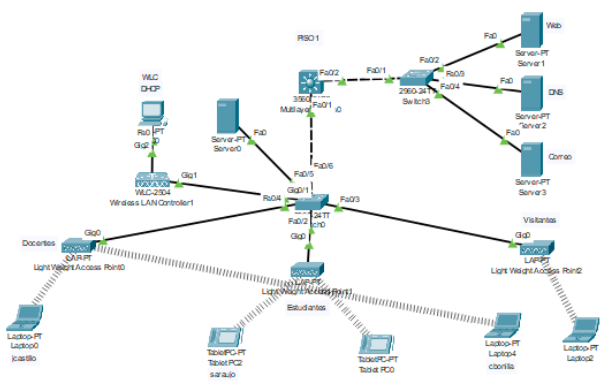 PISO 1
Web
Fa0
Server-PT
Server1
Fa0/2
Fa0/1
Fa0/2
Fa0/3
Fa0/4
2960-24TT
Switch3
Fa0
DNS
Server-PT
Server2
Fa0
Correo
Server-PT
Server3
3560
Fa0/1
WLC
DHCP
Fa0
Gig2
Gig1
WLC-2504
Wireless LAN Controller1
Server-PT
Server0
Fa0
Fa0/5
Fa0/6
Gig0/1
Fa0/4
Fa0/3
Fa0/2
Visitantes
Gig0
LAP-PT
Light Weight Access Point2
Docentes
Gig0
LAP-PT
Light Weight Access Point0
Gig0
LAP-PT
Estudiantes
Laptop-PT
Laptop0
jcastillo
TabletPC-PT
Tablet PC2
saraujo
TabletPC-PT
Tablet PC0
Laptop-PT
Laptop4
cbonilla
Laptop-PT
Laptop2